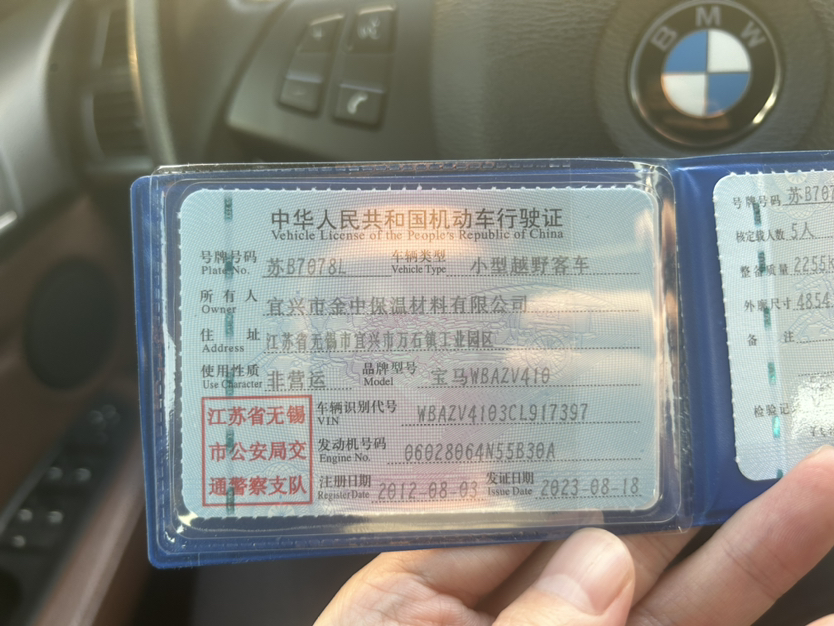 BMW
中华人民共和国机动车行驶证
Vehicle License of the People's Republic of China
号牌号码 苏B7078L 车辆类型 小型越野客车
Plate No. Vehicle Type
所有人 宜兴市金中保温材料有限公司
Owner
住址 江苏省无锡市宜兴市万石镇工业园区
Address
使用性质 非营运 品牌型号 宝马WBAZV410
Use Character Model
江苏省无锡
市公安局交
通警察支队
车辆识别代号 WBAZV4103CL917397
VIN
发动机号码 06028064N55B30A
Engine No.
注册日期 2012-08-03 发证日期 2023-08-18
Register Date Issue Date
号牌号码 苏B707
核定载人数 5人
整备质量 2255k
外廓尺寸 4854
备注
检验记